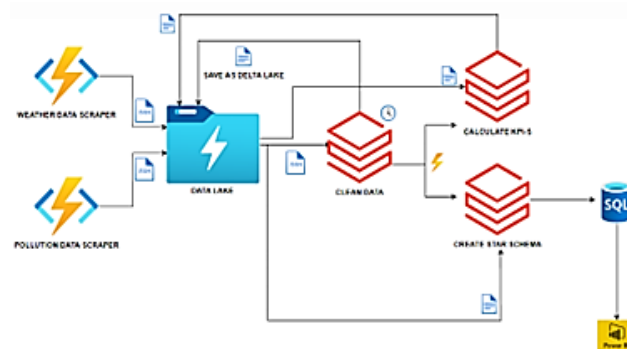 SAVE AS DELTA LAKE
WEATHER DATA SCRAPER
CALCULATE KPI-S
DATA LAKE
CLEAN DATA
POLLUTION DATA SCRAPER
CREATE STAR SCHEMA
SQL
Power B